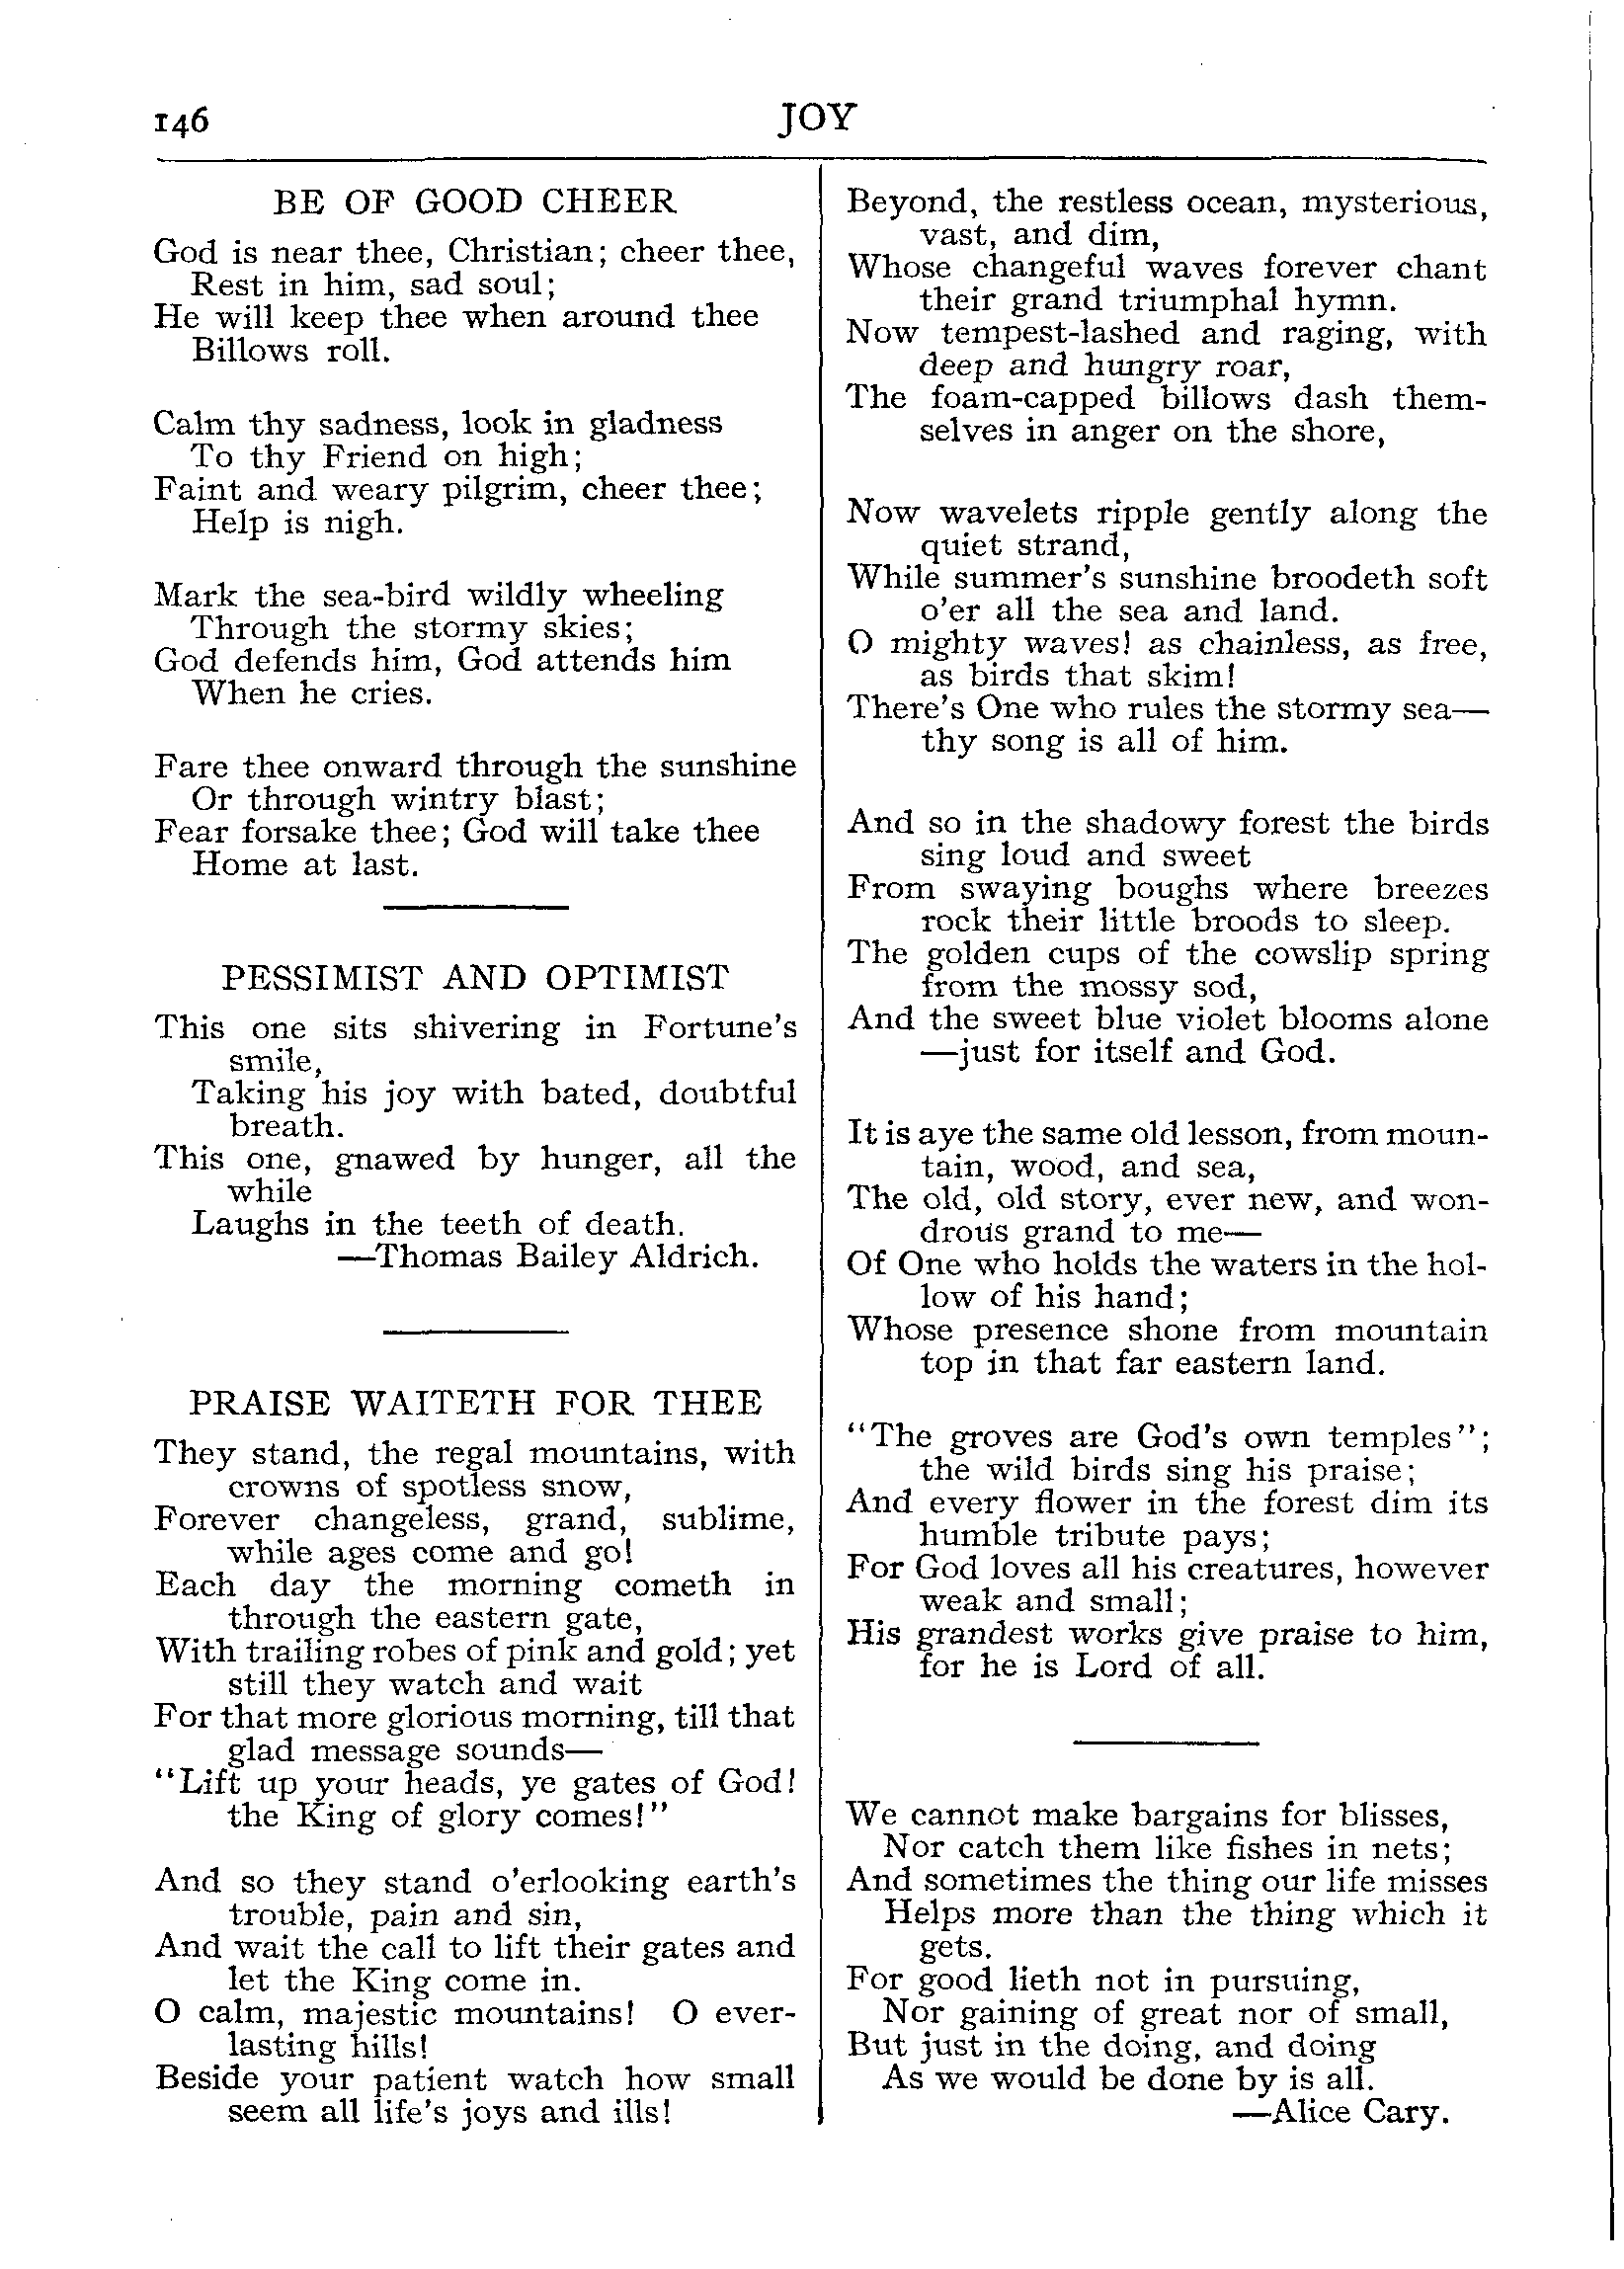 146
JOY
BE OF GOOD CHEER
God is near thee, Christian; cheer thee,
Rest in him, sad soul;
He will keep thee when around thee
Billows roll.
Calm thy sadness, look in gladness
To thy Friend on high;
Faint and weary pilgrim, cheer thee;
Help is nigh.
Mark the sea-bird wildly wheeling
Through the stormy skies;
God defends him, God attends him
When he cries.
Fare thee onward through the sunshine
Or through wintry blast;
Fear forsake thee; God will take thee
Home at last.
PESSIMIST AND OPTIMIST
This one sits shivering in Fortune's
smile,
Taking his joy with bated, doubtful
breath.
This one, gnawed by hunger, all the
while
Laughs in the teeth of death.
—Thomas Bailey Aldrich.
PRAISE WAITETH FOR THEE
They stand, the regal mountains, with
crowns of spotless snow,
Forever changeless, grand, sublime,
while ages come and go!
Each day the morning cometh in
through the eastern gate,
With trailing robes of pink and gold; yet
still they watch and wait
For that more glorious morning, till that
glad message sounds—
"Lift up your heads, ye gates of God!
the King of glory comes!"
And so they stand o'erlooking earth's
trouble, pain and sin,
And wait the call to lift their gates and
let the King come in.
O calm, majestic mountains! O ever-
lasting hills!
Beside your patient watch how small
seem all life's joys and ills!
Beyond, the restless ocean, mysterious,
vast, and dim,
Whose changeful waves forever chant
their grand triumphal hymn.
Now tempest-lashed and raging, with
deep and hungry roar,
The foam-capped billows dash them-
selves in anger on the shore,
Now wavelets ripple gently along the
quiet strand,
While summer's sunshine broodeth soft
o'er all the sea and land.
O mighty waves! as chainless, as free,
as birds that skim!
There's One who rules the stormy sea—
thy song is all of him.
And so in the shadowy forest the birds
sing loud and sweet
From swaying boughs where breezes
rock their little broods to sleep.
The golden cups of the cowslip spring
from the mossy sod,
And the sweet blue violet blooms alone
—just for itself and God.
It is aye the same old lesson, from moun-
tain, wood, and sea,
The old, old story, ever new, and won-
drous grand to me—
Of One who holds the waters in the hol-
low of his hand;
Whose presence shone from mountain
top in that far eastern land.
"The groves are God's own temples";
the wild birds sing his praise;
And every flower in the forest dim its
humble tribute pays;
For God loves all his creatures, however
weak and small;
His grandest works give praise to him,
for he is Lord of all.
We cannot make bargains for blisses,
Nor catch them like fishes in nets;
And sometimes the thing our life misses
Helps more than the thing which it
gets.
For good lieth not in pursuing,
Nor gaining of great nor of small,
But just in the doing, and doing
As we would be done by is all.
—Alice Cary.